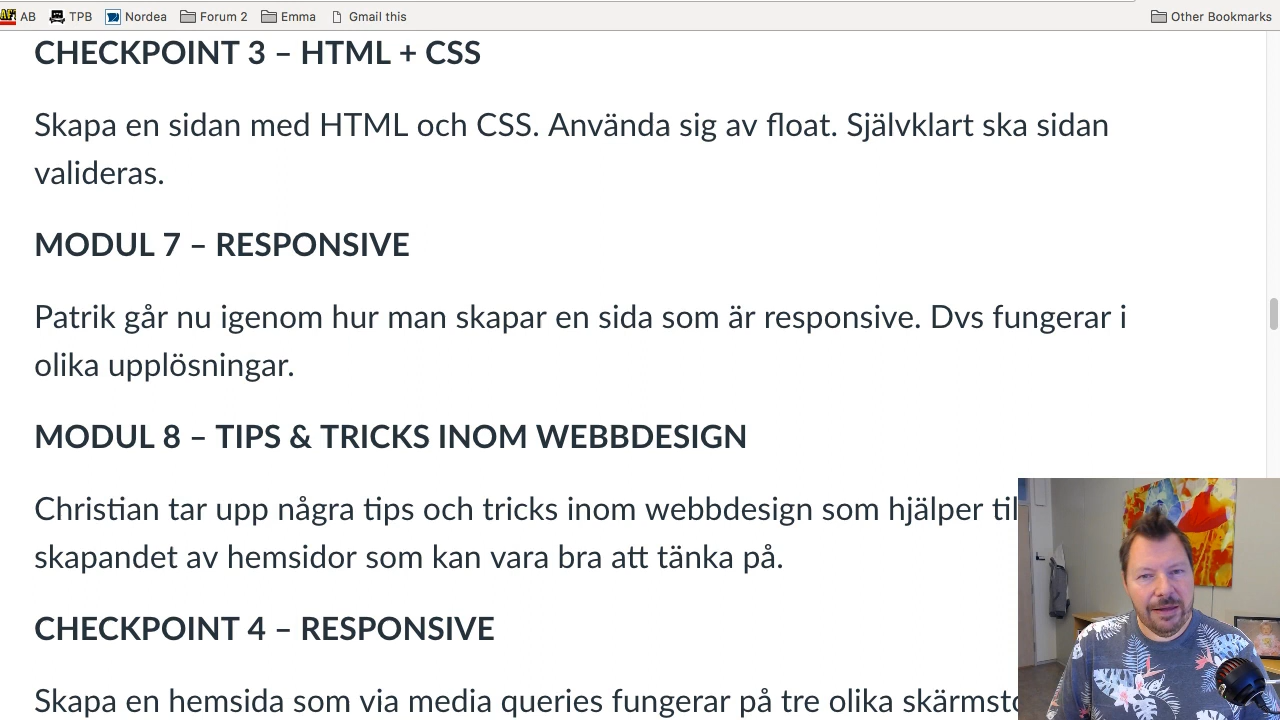 AB TPB Nordea Forum 2 Emma Gmail this Other Bookmarks
CHECKPOINT 3 – HTML + CSS
Skapa en sidan med HTML och CSS. Använda sig av float. Självklart ska sidan
valideras.
MODUL 7 – RESPONSIVE
Patrik går nu igenom hur man skapar en sida som är responsive. Dvs fungerar i
olika upplösningar.
MODUL 8 – TIPS & TRICKS INOM WEBBDESIGN
Christian tar upp några tips och tricks inom webbdesign som hjälper til
skapandet av hemsidor som kan vara bra att tänka på.
CHECKPOINT 4 – RESPONSIVE
Skapa en hemsida som via media queries fungerar på tre olika skärmsto